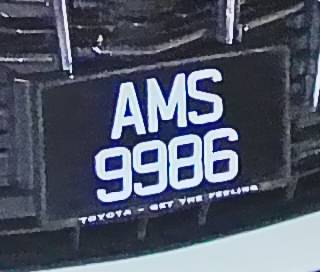 AMS
9986
TOYOTA - GET THE FEELING